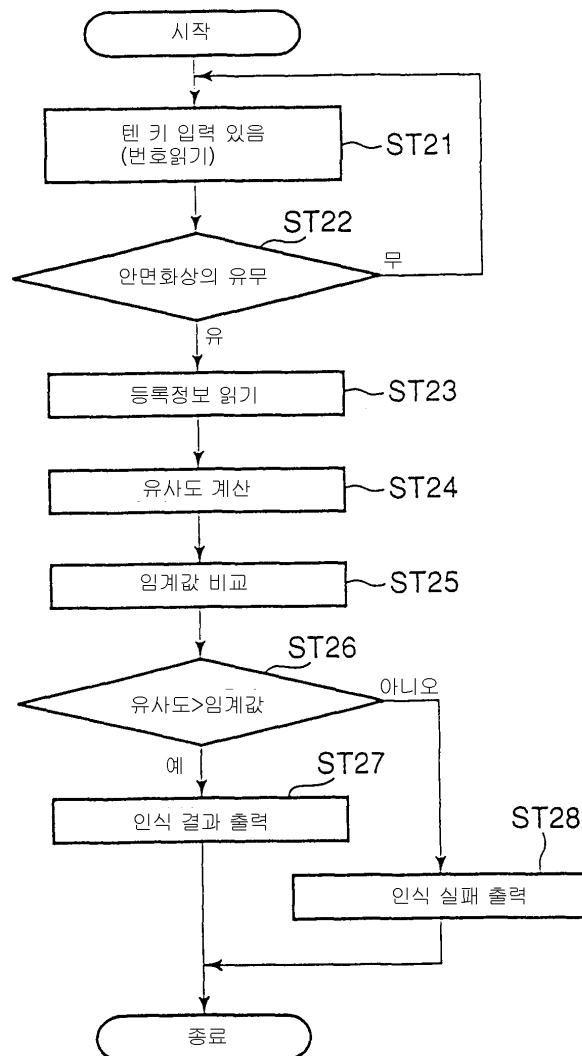 시작
텐 키 입력 있음
(번호읽기)
ST21
ST22
안면화상의 유무
무
유
등록정보 읽기
ST23
유사도 계산
ST24
임계값 비교
ST25
ST26
유사도>임계값
아니오
예
ST27
인식 결과 출력
ST28
인식 실패 출력
종료